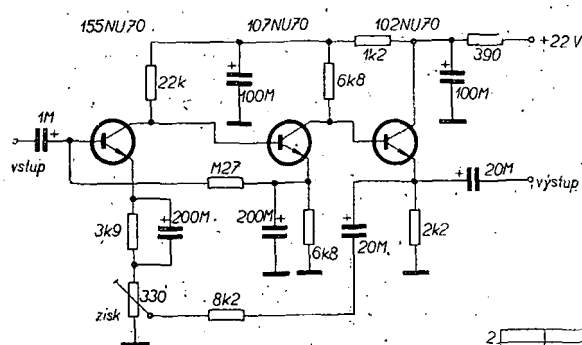 155NU70 107NU70 102NU70
1k2 390 +22 V
22k 100M 6k8 100M
1M
vstup M27 20M výstup
3k9 200M 200M 6k8 20M 2k2
330
zisk 8k2
2